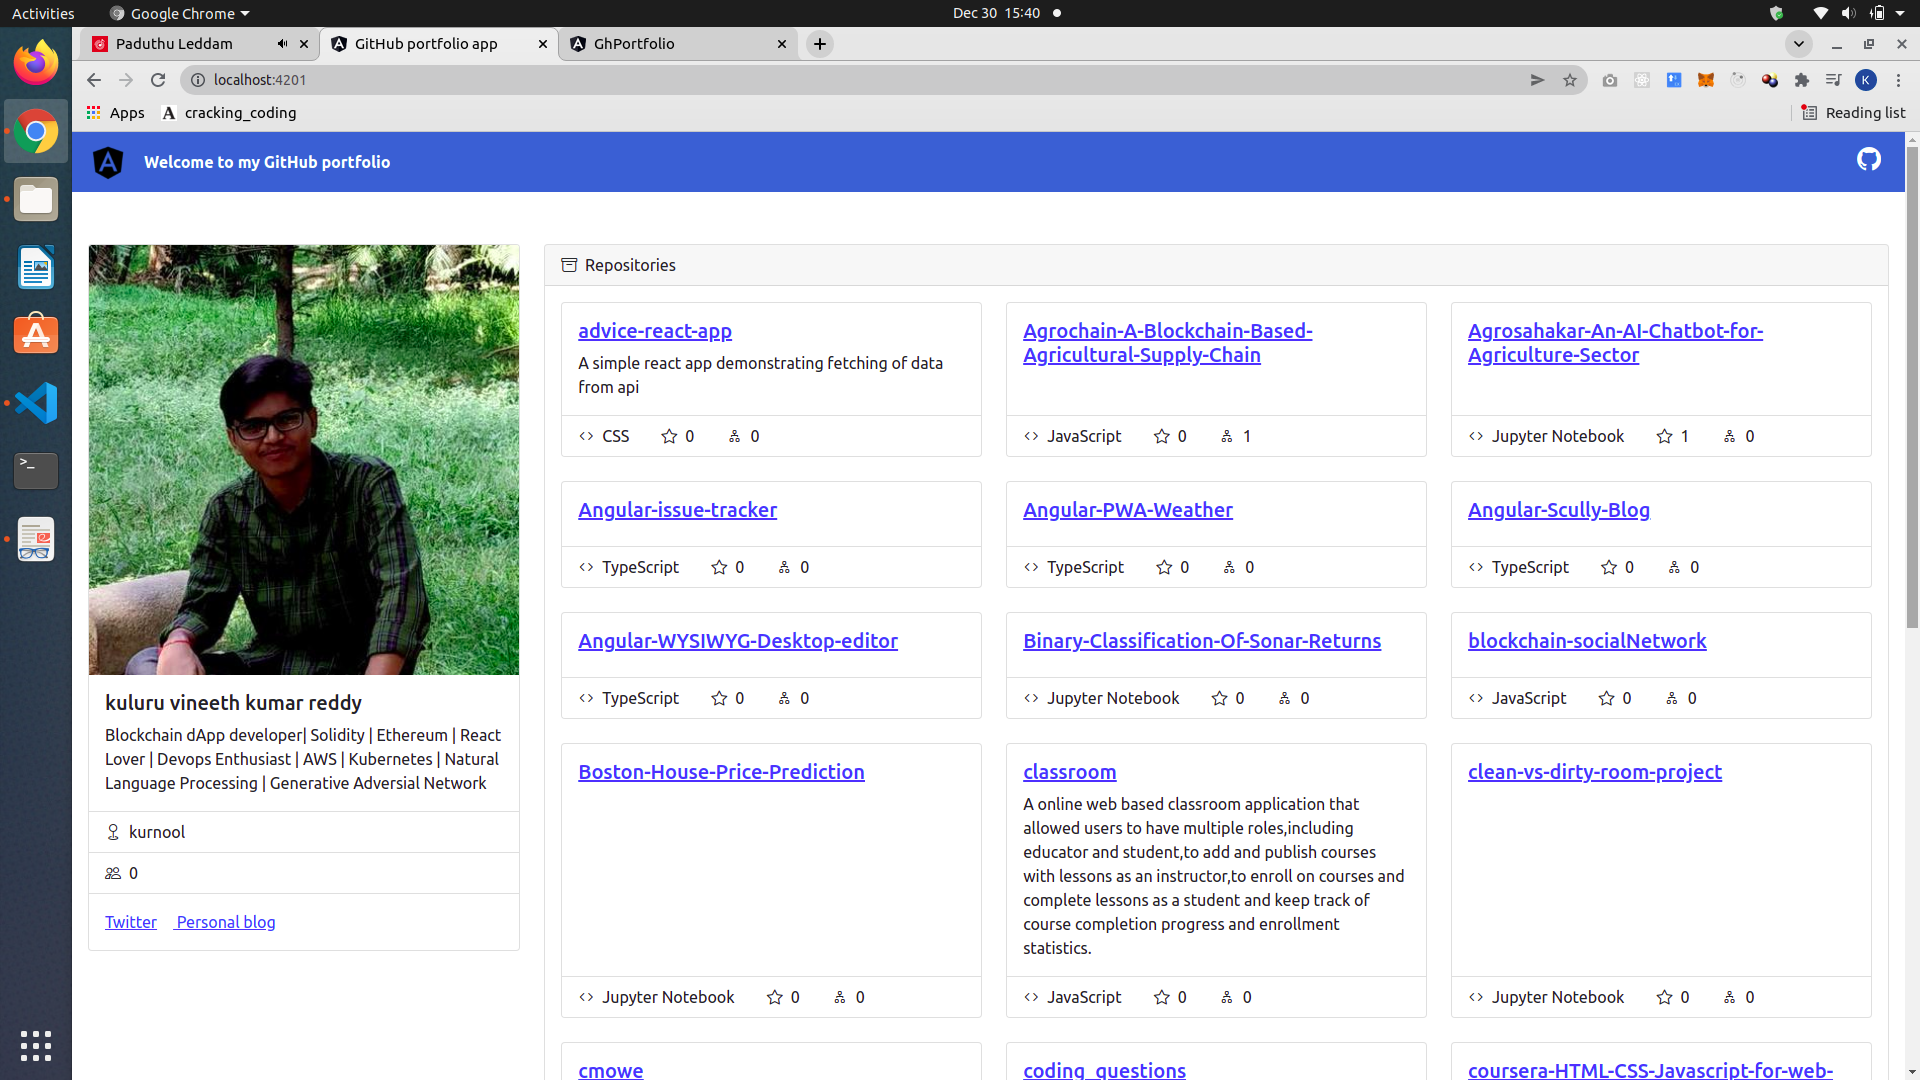 Activities
Google Chrome
Dec 30 15:40
Paduthu Leddam
GitHub portfolio app
GhPortfolio
localhost:4201
K
Apps
A cracking_coding
Reading list
Welcome to my GitHub portfolio
kuluru vineeth kumar reddy
Blockchain dApp developer| Solidity | Ethereum | React
Lover | Devops Enthusiast | AWS | Kubernetes | Natural
Language Processing | Generative Adversial Network
kurnool
0
Twitter Personal blog
Repositories
advice-react-app
A simple react app demonstrating fetching of data
from api
CSS 0 0
Agrochain-A-Blockchain-Based-
Agricultural-Supply-Chain
JavaScript 0 1
Agrosahakar-An-AI-Chatbot-for-
Agriculture-Sector
Jupyter Notebook 1 0
Angular-issue-tracker
TypeScript 0 0
Angular-PWA-Weather
TypeScript 0 0
Angular-Scully-Blog
TypeScript 0 0
Angular-WYSIWYG-Desktop-editor
TypeScript 0 0
Binary-Classification-Of-Sonar-Returns
Jupyter Notebook 0 0
blockchain-socialNetwork
JavaScript 0 0
Boston-House-Price-Prediction
Jupyter Notebook 0 0
classroom
A online web based classroom application that
allowed users to have multiple roles,including
educator and student,to add and publish courses
with lessons as an instructor,to enroll on courses and
complete lessons as a student and keep track of
course completion progress and enrollment
statistics.
JavaScript 0 0
clean-vs-dirty-room-project
Jupyter Notebook 0 0
cmowe
coding_questions
coursera-HTML-CSS-Javascript-for-web-